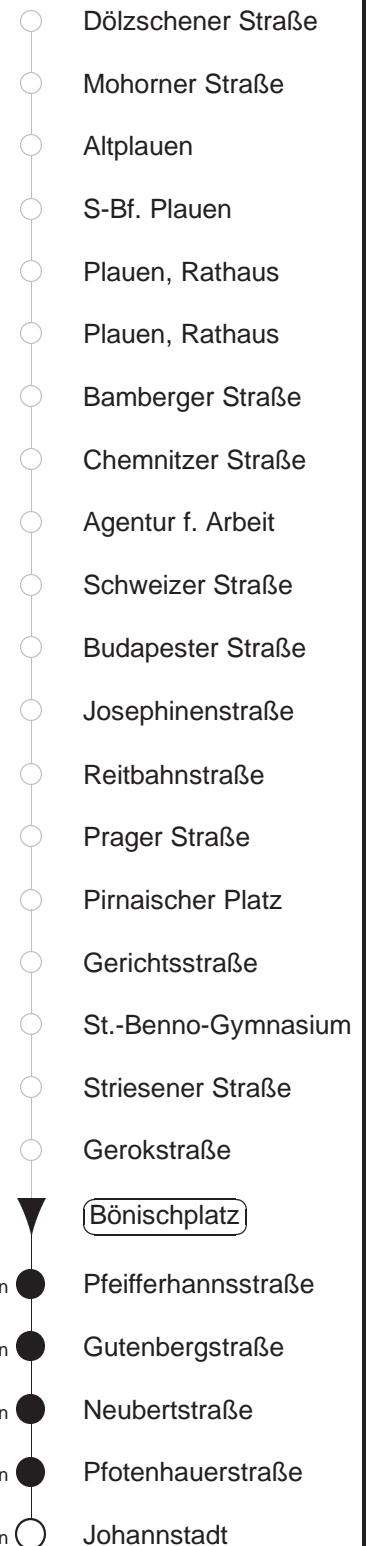 Dölzschener Straße
Mohorner Straße
Altplauen
S-Bf. Plauen
Plauen, Rathaus
Plauen, Rathaus
Bamberger Straße
Chemnitzer Straße
Agentur f. Arbeit
Schweizer Straße
Budapester Straße
Josephinenstraße
Reitbahnstraße
Prager Straße
Pirnaischer Platz
Gerichtsstraße
St.-Benno-Gymnasium
Striesener Straße
Gerokstraße
Bönischplatz
n Pfeifferhannsstraße
n Gutenbergstraße
n Neubertstraße
n Pfotenhauerstraße
n Johannstadt